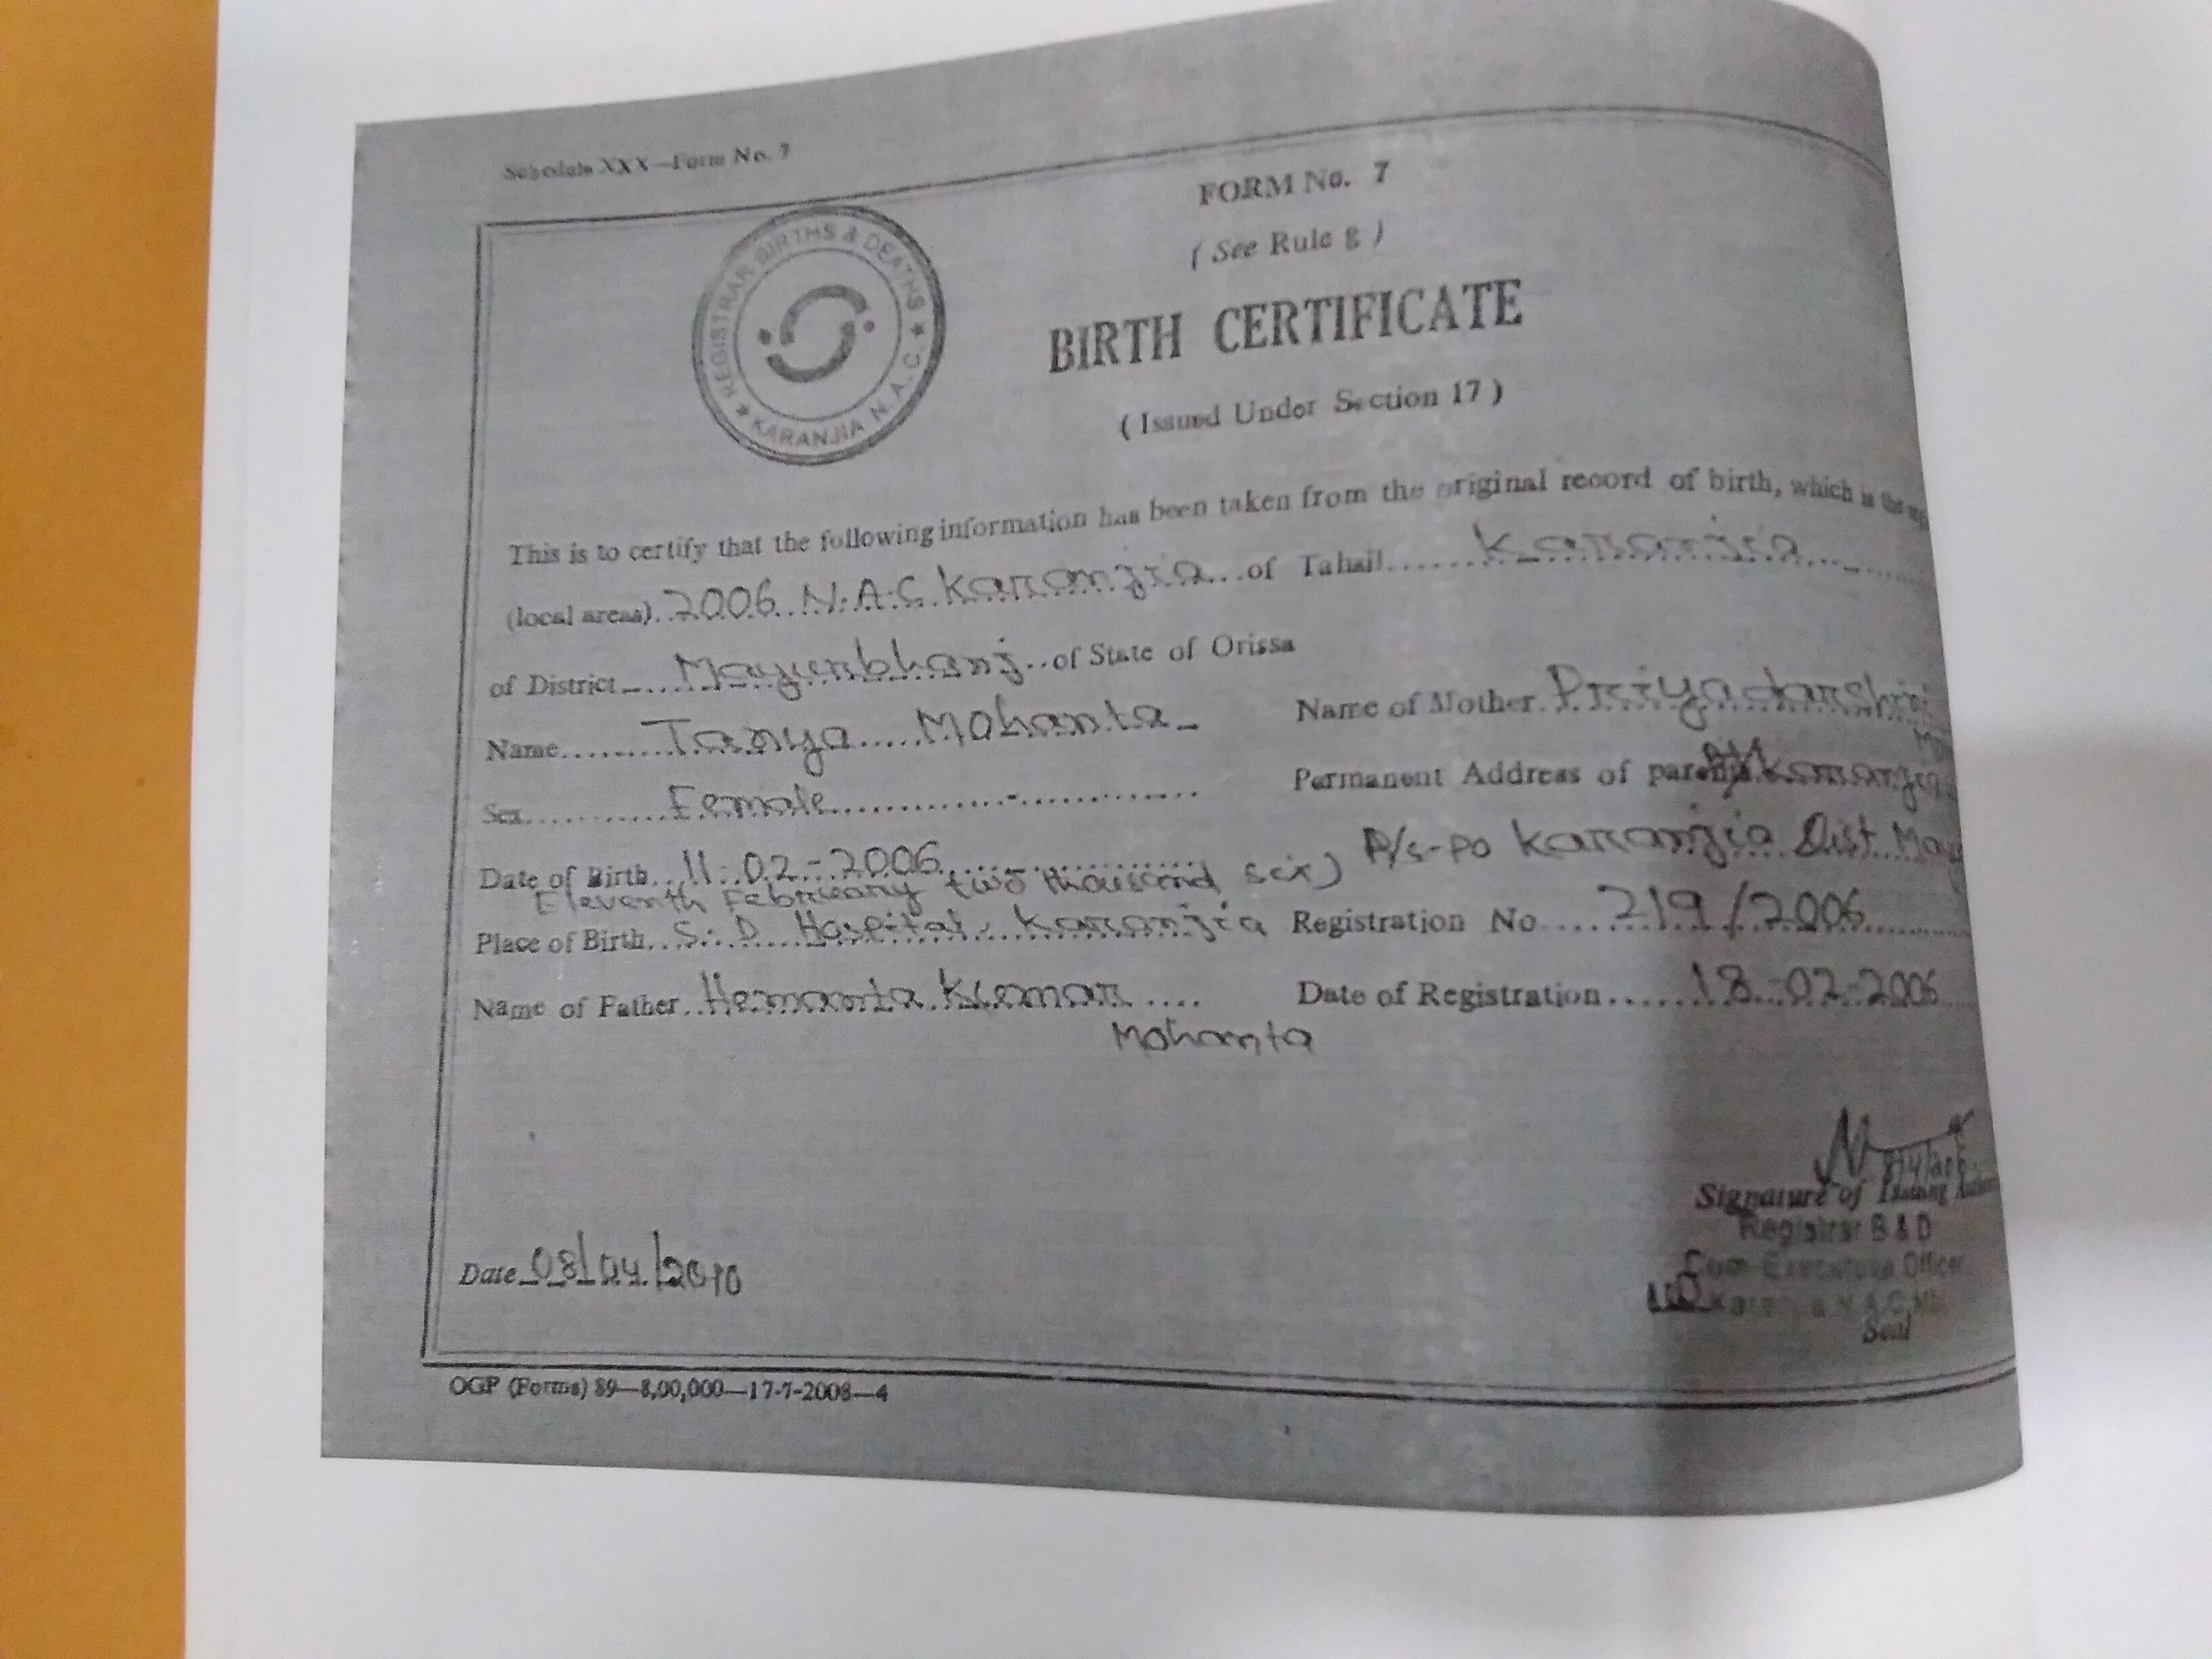 Schedule XXX—Form No. 7
FORM No. 7
( See Rule 8 )
REGISTRAR BIRTHS & DEATHS ★ KARANJIA N.A.C. ★
BIRTH CERTIFICATE
( Issued Under Section 17 )
This is to certify that the following information has been taken from the original record of birth, which is the
(local areas) 2006 N.A.C Karanjia of Tahsil Karanjia
of District Mayurbhanj of State of Orissa
Name Tanya Mohanta
Name of Mother Priyadarshini
Sex Female
Permanent Address of parents
Date of Birth 11-02-2006
Eleventh February two thousand six)
P/s-Po Karanjia Dist
Place of Birth S.D Hospital, Karanjia
Registration No 219/2006
Name of Father Hemanta Kumar
Mohanta
Date of Registration 18-02-2006
Signature of Issuing
Registrar B & D
Cum Executive Officer
Karanjia N.A.C.
Seal
Date 08/04/2010
OGP (Forms) 89—8,00,000—17-7-2008—4